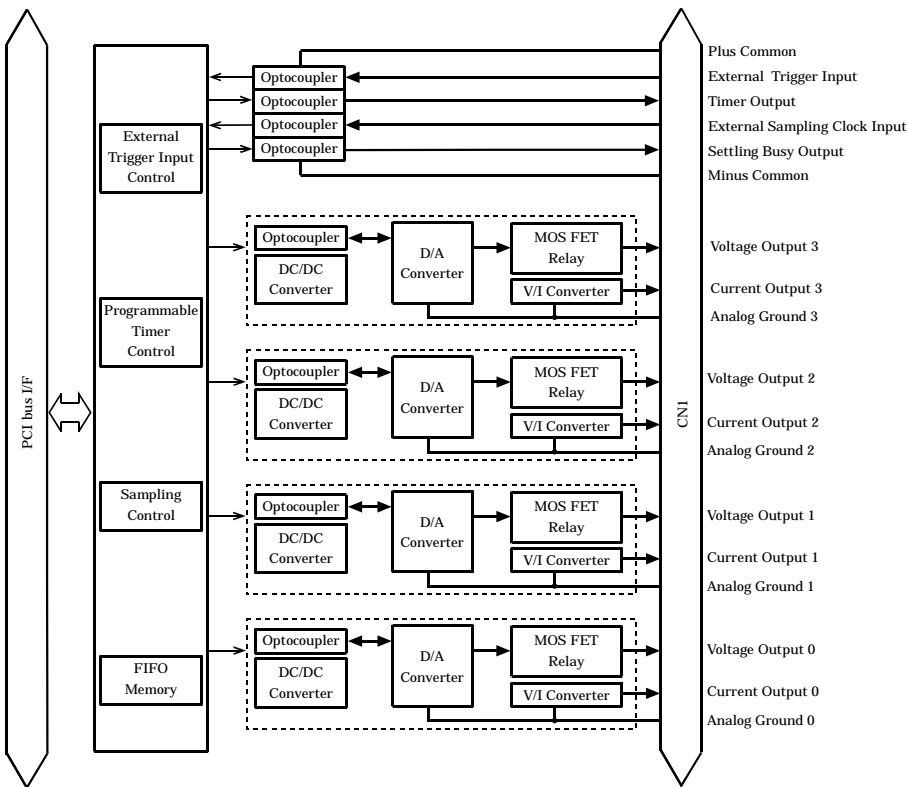 PCI bus I/F
External
Trigger Input
Control
Programmable
Timer
Control
Sampling
Control
FIFO
Memory
Optocoupler
Optocoupler
Optocoupler
Optocoupler
Optocoupler
DC/DC
Converter
D/A
Converter
MOS FET
Relay
V/I Converter
Optocoupler
DC/DC
Converter
D/A
Converter
MOS FET
Relay
V/I Converter
Optocoupler
DC/DC
Converter
D/A
Converter
MOS FET
Relay
V/I Converter
Optocoupler
DC/DC
Converter
D/A
Converter
MOS FET
Relay
V/I Converter
CN1
Plus Common
External Trigger Input
Timer Output
External Sampling Clock Input
Settling Busy Output
Minus Common
Voltage Output 3
Current Output 3
Analog Ground 3
Voltage Output 2
Current Output 2
Analog Ground 2
Voltage Output 1
Current Output 1
Analog Ground 1
Voltage Output 0
Current Output 0
Analog Ground 0